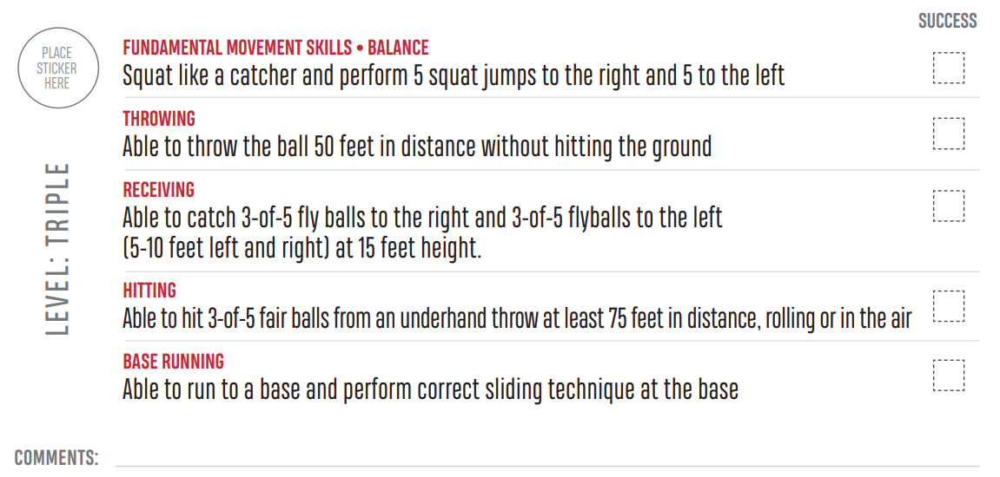 SUCCESS
PLACE
STICKER
HERE
FUNDAMENTAL MOVEMENT SKILLS • BALANCE
Squat like a catcher and perform 5 squat jumps to the right and 5 to the left
THROWING
Able to throw the ball 50 feet in distance without hitting the ground
LEVEL: TRIPLE
RECEIVING
Able to catch 3-of-5 fly balls to the right and 3-of-5 flyballs to the left
(5-10 feet left and right) at 15 feet height.
HITTING
Able to hit 3-of-5 fair balls from an underhand throw at least 75 feet in distance, rolling or in the air
BASE RUNNING
Able to run to a base and perform correct sliding technique at the base
COMMENTS: